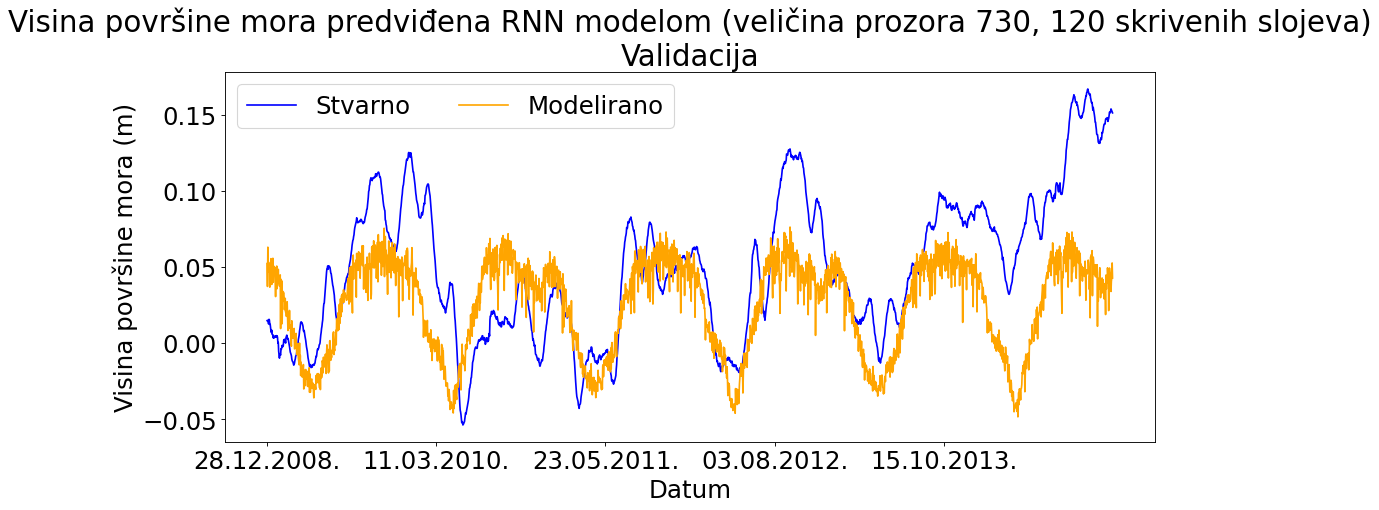 Visina površine mora predviđena RNN modelom (veličina prozora 730, 120 skrivenih slojeva)
Validacija
Stvarno
Modelirano
Visina površine mora (m)
0.15
0.10
0.05
0.00
−0.05
28.12.2008.
11.03.2010.
23.05.2011.
03.08.2012.
15.10.2013.
Datum